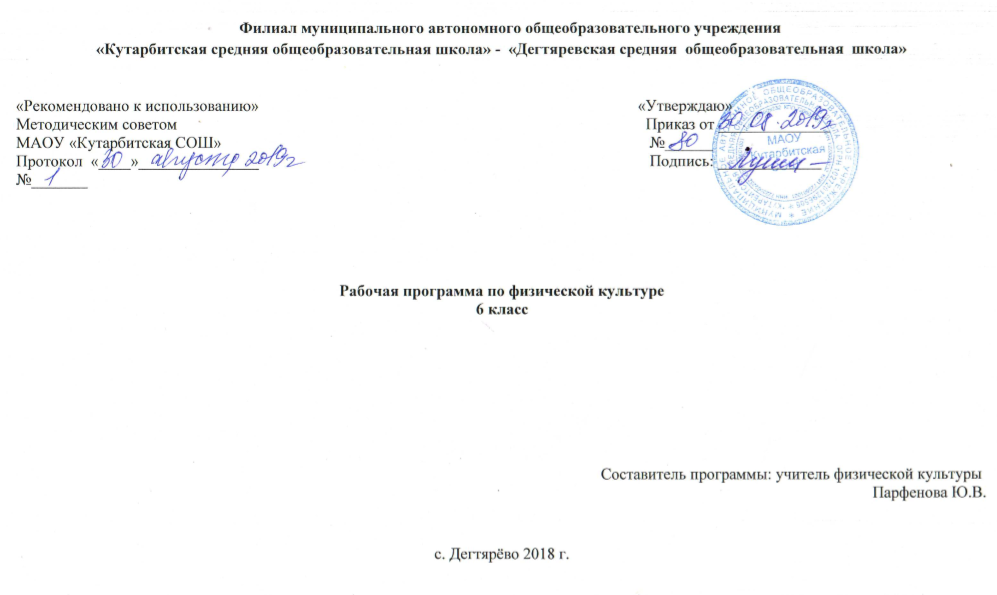 Филиал муниципального автономного общеобразовательного учреждения
«Кутарбитская средняя общеобразовательная школа» - «Дегтяревская средняя общеобразовательная школа»
«Рекомендовано к использованию»
Методическим советом
МАОУ «Кутарбитская СОШ»
Протокол «30» августа 2019г
№ 1
«Утверждаю»
Приказ от 30.08.2019г
№ 80
Подпись:
МАОУ
Кутарбитская
Рабочая программа по физической культуре
6 класс
Составитель программы: учитель физической культуры
Парфенова Ю.В.
с. Дегтярёво 2018 г.